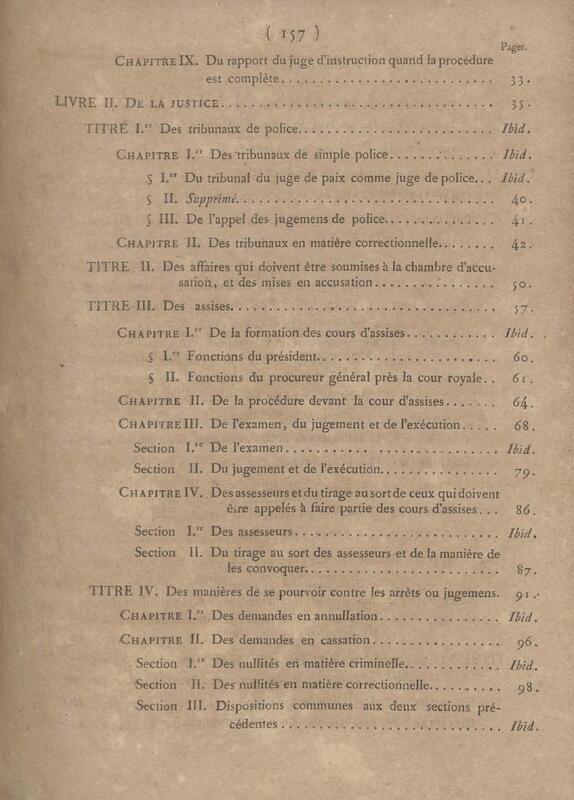 ( 157 )
Pages.
CHAPITRE IX. Du rapport du juge d'instruction quand la procédure
est complète.............................. 33.
LIVRE II. DE LA JUSTICE.................................... 35.
TITRE I.er Des tribunaux de police......................... Ibid.
CHAPITRE I.er Des tribunaux de simple police............... Ibid.
§ I.er Du tribunal du juge de paix comme juge de police... Ibid.
§ II. Supprimé............................. 40.
§ III. De l'appel des jugemens de police............... 41.
CHAPITRE II. Des tribunaux en matière correctionnelle........ 42.
TITRE II. Des affaires qui doivent être soumises à la chambre d'accu-
sation, et des mises en accusation................ 50.
TITRE III. Des assises.................................. 57.
CHAPITRE I.er De la formation des cours d'assises............ Ibid.
§ I.er Fonctions du président........................ 60.
§ II. Fonctions du procureur général près la cour royale.. 61.
CHAPITRE II. De la procédure devant la cour d'assises....... 64.
CHAPITRE III. De l'examen, du jugement et de l'exécution..... 68.
Section I.re De l'examen............................. Ibid.
Section II. Du jugement et de l'exécution............... 79.
CHAPITRE IV. Des assesseurs et du tirage au sort de ceux qui doivent
être appelés à faire partie des cours d'assises... 86.
Section I.re Des assesseurs........................... Ibid.
Section II. Du tirage au sort des assesseurs et de la manière de
les convoquer........................... 87.
TITRE IV. Des manières de se pourvoir contre les arrêts ou jugemens. 91.
CHAPITRE I.er Des demandes en annullation................ Ibid.
CHAPITRE II. Des demandes en cassation.................. 96.
Section I.re Des nullités en matière criminelle............. Ibid.
Section II. Des nullités en matière correctionnelle.......... 98.
Section III. Dispositions communes aux deux sections pré-
cédentes.............................. Ibid.